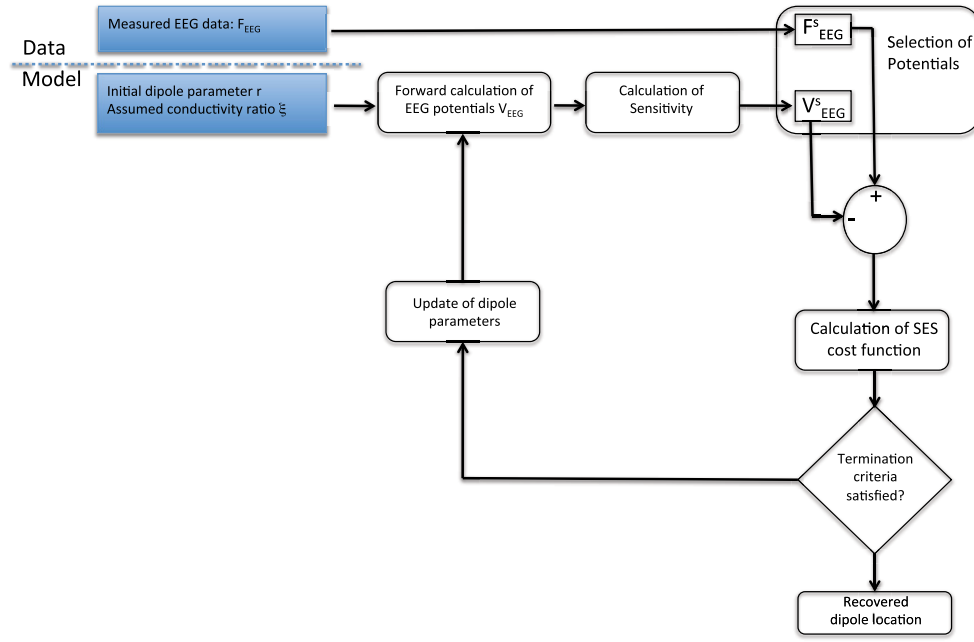 Measured EEG data: F_EEG
Data
F^s_EEG
Selection of
Potentials
Model
Initial dipole parameter r
Assumed conductivity ratio ξ
Forward calculation of
EEG potentials V_EEG
Calculation of
Sensitivity
V^s_EEG
+
-
Update of dipole
parameters
Calculation of SES
cost function
Termination
criteria
satisfied?
Recovered
dipole location